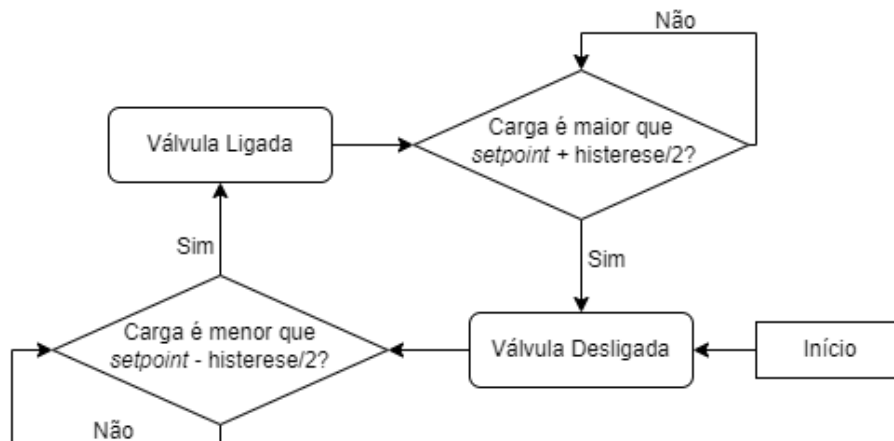 Não
Válvula Ligada
Carga é maior que
setpoint + histerese/2?
Sim
Sim
Carga é menor que
setpoint - histerese/2?
Válvula Desligada
Início
Não